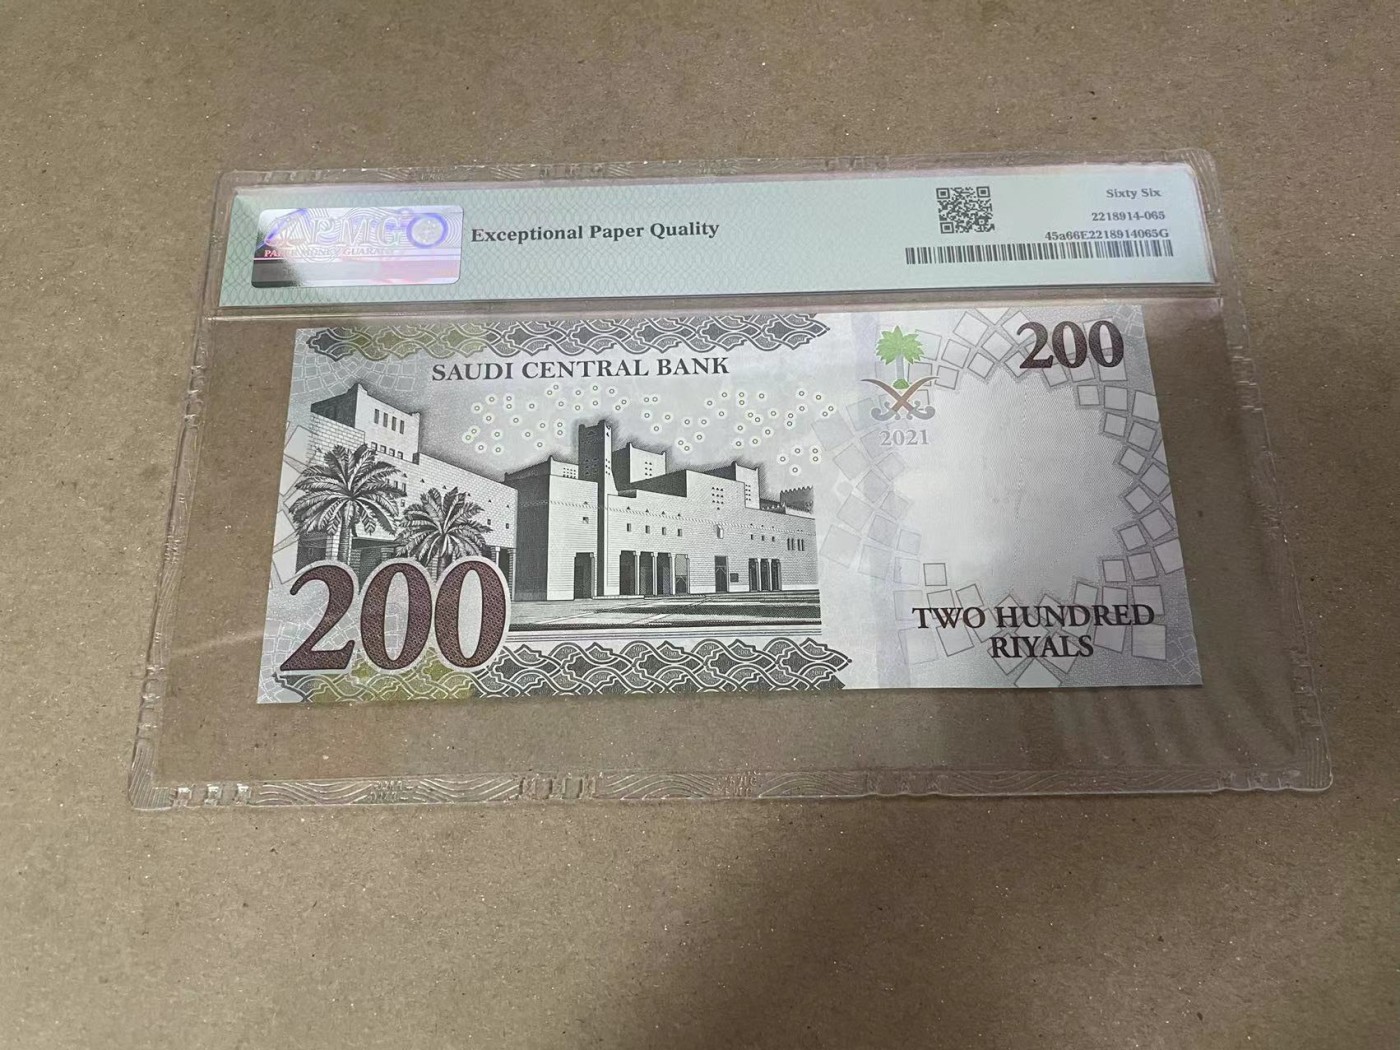 PMG
Exceptional Paper Quality
Sixty Six
2218914-065
45a66E2218914065G
SAUDI CENTRAL BANK
200
2021
200
TWO HUNDRED
RIYALS